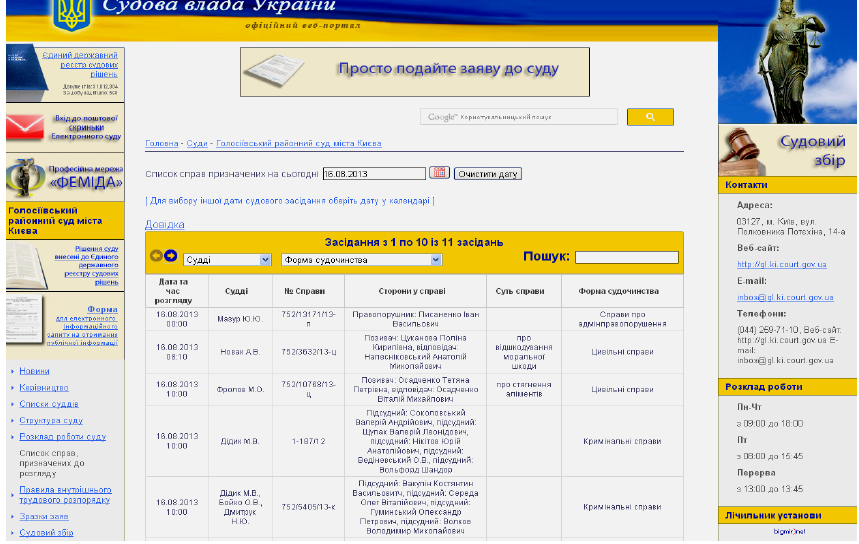 Судова влада України
офіційний веб-портал
Єдиний державний
реєстр судових
рішень
Вхід до поштової
скриньки
Електронного суду
Професійна мережа
«ФЕМІДА»
Голосіївський
районний суд міста
Києва
Рішення суду
внесені до Єдиного
державного
реєстру судових
рішень
Форма
для електронно-
інформаційного
запиту на отримання
публічної інформації
Новини
Керівництво
Списки суддів
Структура суду
Розклад роботи суду
Список справ,
призначених до
розгляду
Правила внутрішнього
трудового розпорядку
Зразки заяв
Судовий збір
Просто подайте заяву до суду
Google™ Користувальницький пошук
Головна - Суди - Голосіївський районний суд міста Києва
Список справ призначених на сьогодні 16.08.2013 Очистити дату
[ Для вибору іншої дати судового засідання оберіть дату у календарі ]
Довідка
Засідання з 1 по 10 із 11 засідань
Судді Форма судочинства Пошук:
Дата та час розгляду Судді № Справи Сторони у справі Суть справи Форма судочинства
16.08.2013 00:00 Мазур Ю.Ю. 752/13171/13-п Правопорушник: Писаненко Іван Васильович Справи про адмінправопорушення
16.08.2013 08:10 Новак А.В. 752/3632/13-ц Позивач: Цуканова Поліна Кирилівна, відповідач: Напесніковський Анатолій Миколайович про відшкодування моральної шкоди Цивільні справи
16.08.2013 10:00 Фролов М.О. 752/10768/13-ц Позивач: Осадченко Тетяна Петрівна, відповідач: Осадченко Віталій Михайлович про стягнення аліментів Цивільні справи
16.08.2013 10:00 Дідик М.В. 1-187/12 Підсудний: Соколовський Валерій Андрійович, підсудний: Щупак Валерій Леонідович, підсудний: Нікітов Юрій Анатолійович, підсудний: Ведіневський О.В., підсудний: Вольфорд Шандор Кримінальні справи
16.08.2013 10:00 Дідик М.В., Бойко О.В., Дмитрук Н.Ю. 752/5405/13-к Підсудний: Вакулін Костянтин Васильовитч, підсудний: Середа Олег Віталійович, підсудний: Гуминський Олександр Петрович, підсудний: Волков Володимир Миколайович Кримінальні справи
Судовий
збір
Контакти
Адреса:
03127, м. Київ, вул.
Полковника Потєхіна, 14-а
Веб-сайт:
http://gl.ki.court.gov.ua
E-mail:
inbox@gl.ki.court.gov.ua
Телефони:
(044) 259-71-10, Веб-сайт:
http://gl.ki.court.gov.ua E-
mail:
inbox@gl.ki.court.gov.ua
Розклад роботи
Пн-Чт
з 09:00 до 18:00
Пт
з 08:00 до 15:45
Перерва
з 13:00 до 13:45
Лічильник установи
bigmir)net